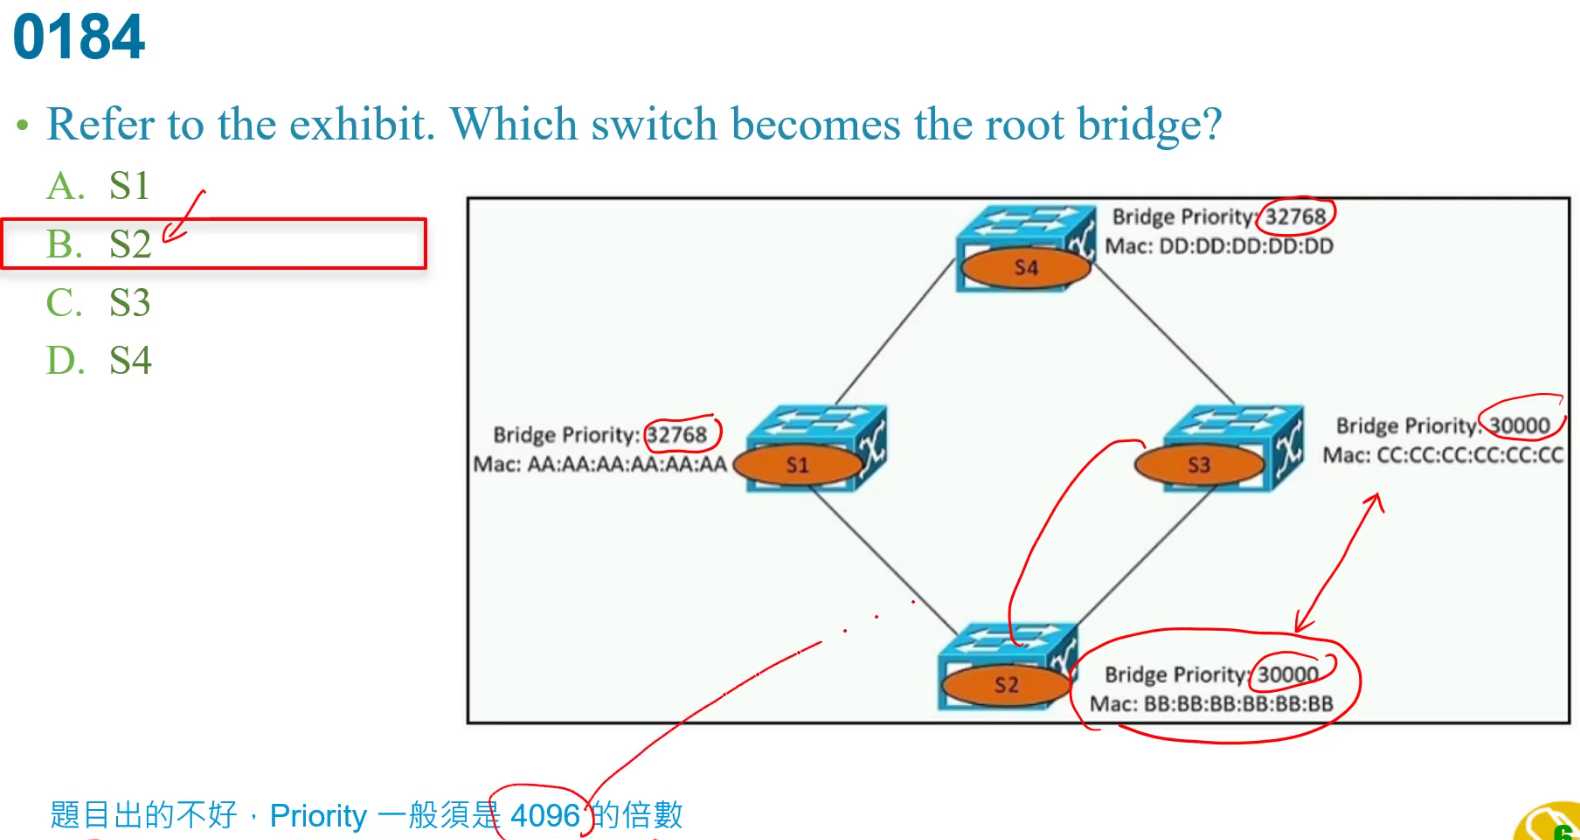 0184
• Refer to the exhibit. Which switch becomes the root bridge?
A. S1
B. S2
C. S3
D. S4
Bridge Priority: 32768
Mac: DD:DD:DD:DD:DD
S4
Bridge Priority: 32768
Mac: AA:AA:AA:AA:AA:AA
S1
S3
Bridge Priority: 30000
Mac: CC:CC:CC:CC:CC:CC
S2
Bridge Priority: 30000
Mac: BB:BB:BB:BB:BB:BB
題目出的不好，Priority 一般須是 4096 的倍數
6